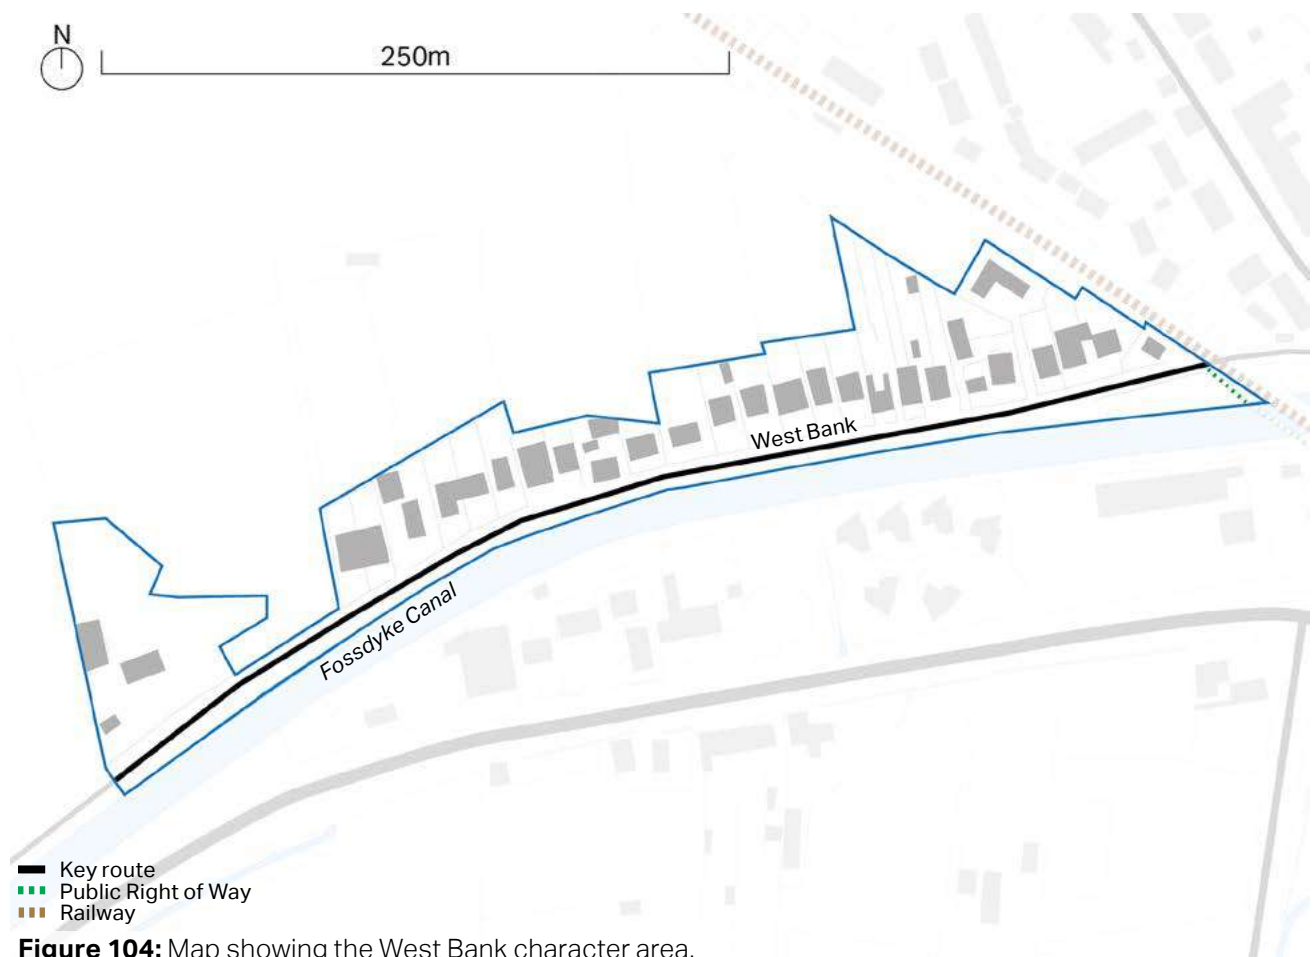 N
250m
West Bank
Fossdyke Canal
Key route
Public Right of Way
Railway
Figure 104: Map showing the West Bank character area.